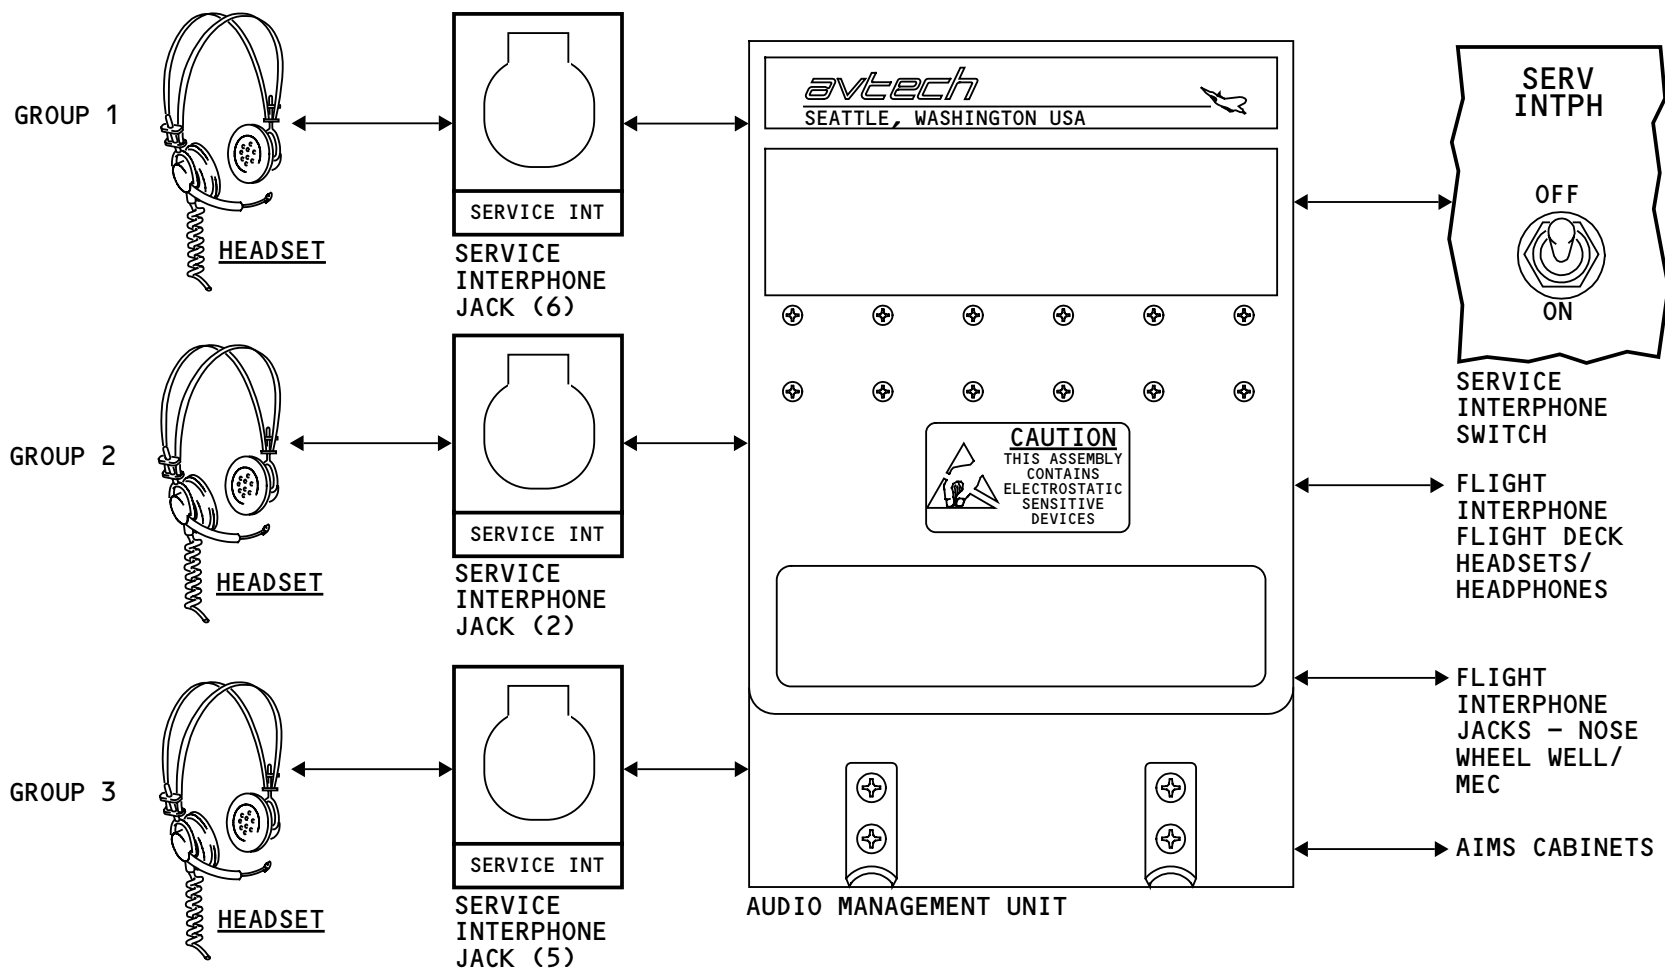 GROUP 1
HEADSET
SERVICE INT
SERVICE
INTERPHONE
JACK (6)
GROUP 2
HEADSET
SERVICE INT
SERVICE
INTERPHONE
JACK (2)
GROUP 3
HEADSET
SERVICE INT
SERVICE
INTERPHONE
JACK (5)
avtech
SEATTLE, WASHINGTON USA
CAUTION
THIS ASSEMBLY
CONTAINS
ELECTROSTATIC
SENSITIVE
DEVICES
AUDIO MANAGEMENT UNIT
SERV
INTPH
OFF
ON
SERVICE
INTERPHONE
SWITCH
FLIGHT
INTERPHONE
FLIGHT DECK
HEADSETS/
HEADPHONES
FLIGHT
INTERPHONE
JACKS – NOSE
WHEEL WELL/
MEC
AIMS CABINETS